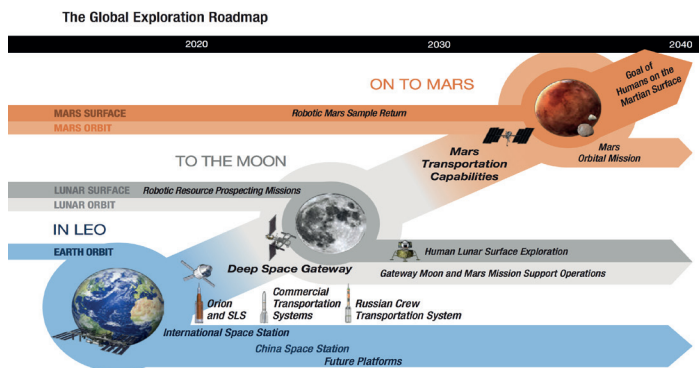 The Global Exploration Roadmap
2020
2030
2040
ON TO MARS
Goal of
Humans on the
Martian Surface
MARS SURFACE
Robotic Mars Sample Return
MARS ORBIT
Mars
Transportation
Capabilities
Mars
Orbital Mission
TO THE MOON
LUNAR SURFACE
Robotic Resource Prospecting Missions
LUNAR ORBIT
IN LEO
EARTH ORBIT
Human Lunar Surface Exploration
Deep Space Gateway
Gateway Moon and Mars Mission Support Operations
Orion
and SLS
Commercial
Transportation
Systems
Russian Crew
Transportation System
International Space Station
China Space Station
Future Platforms